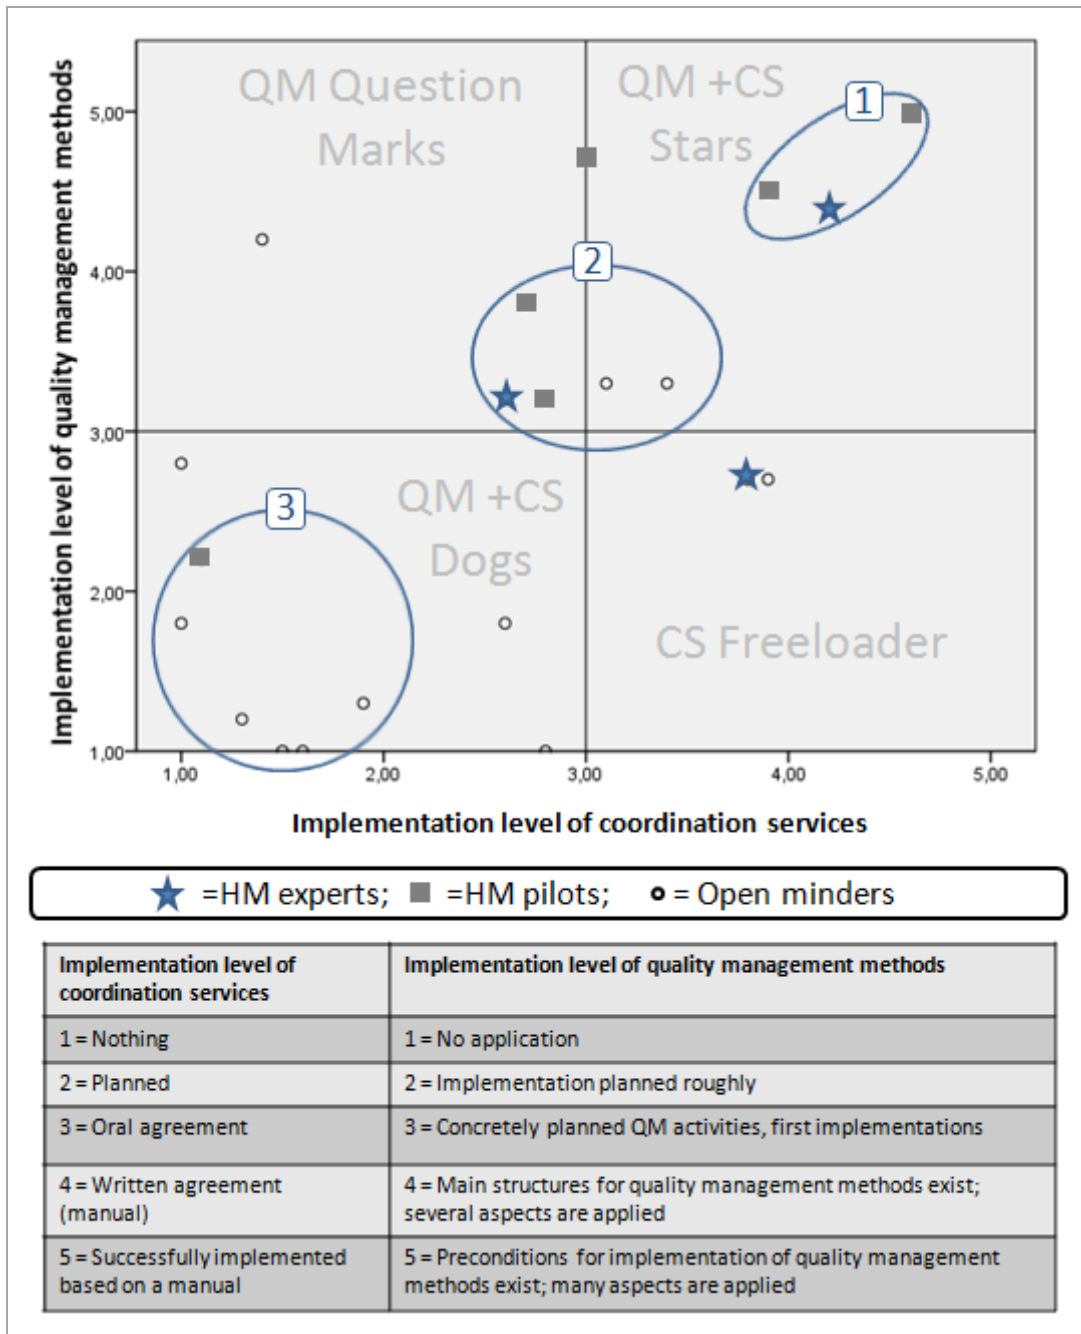 Implementation level of quality management methods
QM Question
Marks
QM +CS
Stars
1
2
QM +CS
Dogs
3
CS Freeloader
5,00
4,00
3,00
2,00
1,00
1,00
2,00
3,00
4,00
5,00
Implementation level of coordination services
=HM experts; =HM pilots; = Open minders
Implementation level of
coordination services
Implementation level of quality management methods
1 = Nothing
1 = No application
2 = Planned
2 = Implementation planned roughly
3 = Oral agreement
3 = Concretely planned QM activities, first implementations
4 = Written agreement
(manual)
4 = Main structures for quality management methods exist;
several aspects are applied
5 = Successfully implemented
based on a manual
5 = Preconditions for implementation of quality management
methods exist; many aspects are applied